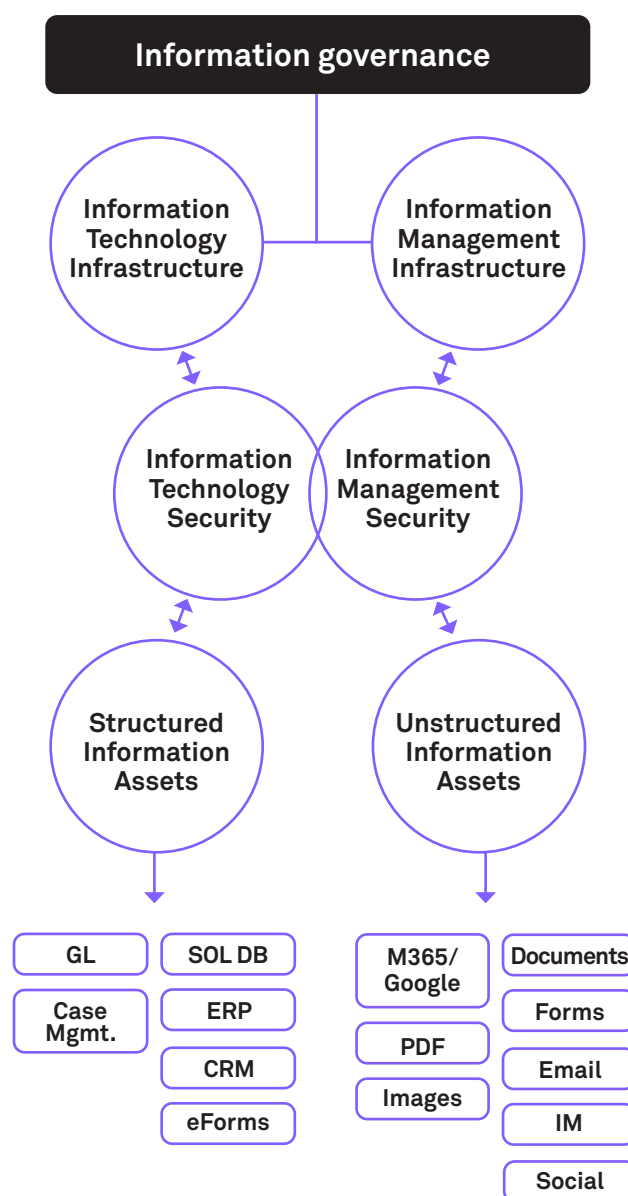 Information governance
Information
Technology
Infrastructure
Information
Management
Infrastructure
Information
Technology
Security
Information
Management
Security
Structured
Information
Assets
Unstructured
Information
Assets
GL
Case
Mgmt.
SOL DB
ERP
CRM
eForms
M365/
Google
PDF
Images
Documents
Forms
Email
IM
Social